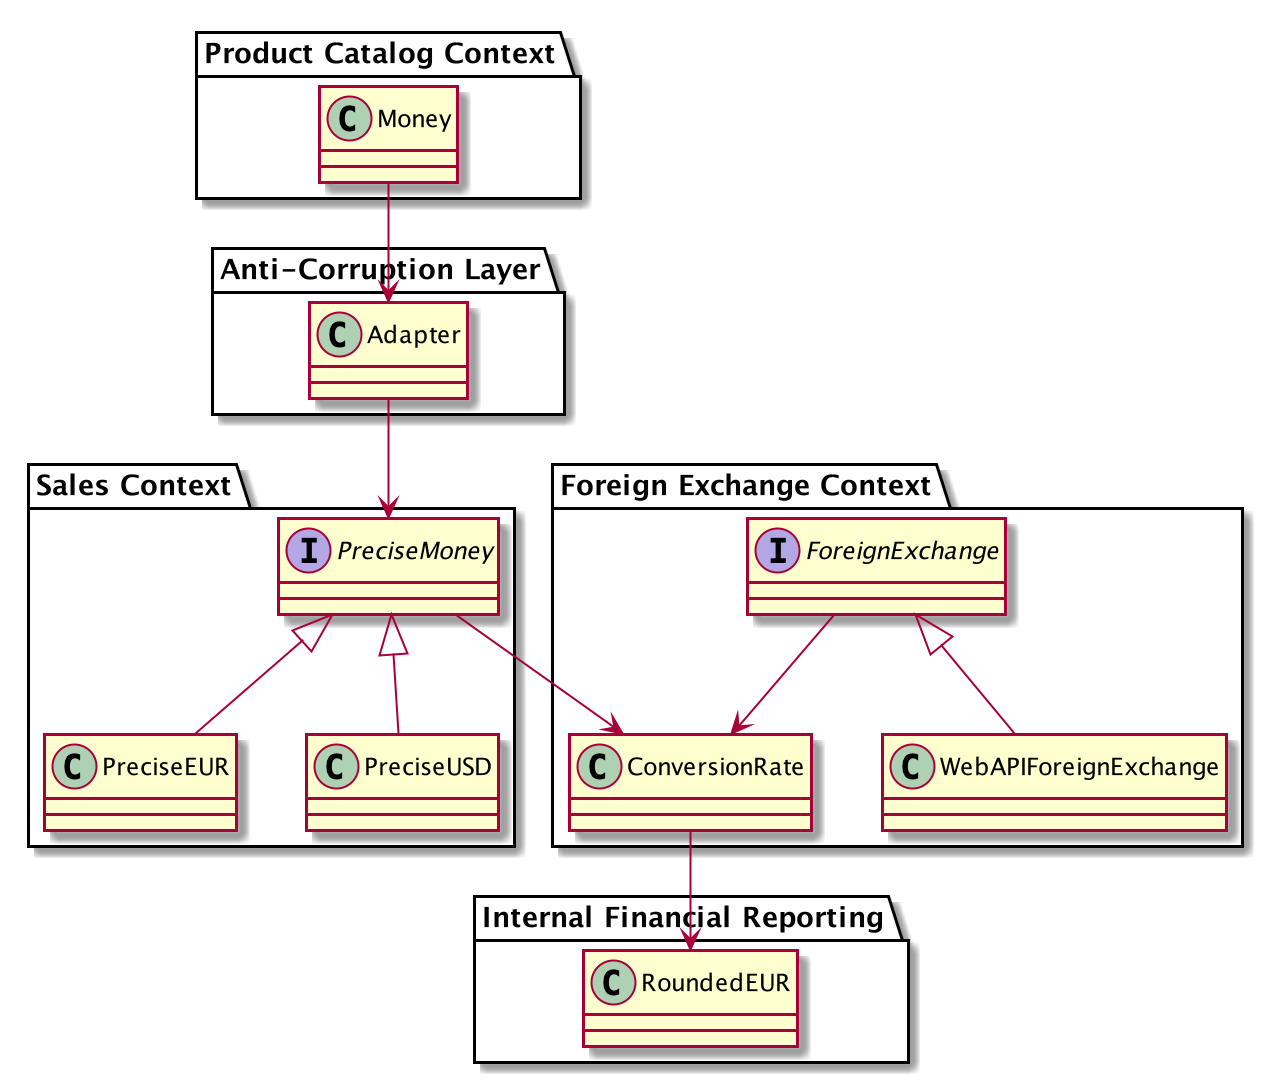 Product Catalog Context
C Money
Anti-Corruption Layer
C Adapter
Sales Context
Foreign Exchange Context
I PreciseMoney
I ForeignExchange
C PreciseEUR
C PreciseUSD
C ConversionRate
C WebAPIForeignExchange
Internal Financial Reporting
C RoundedEUR